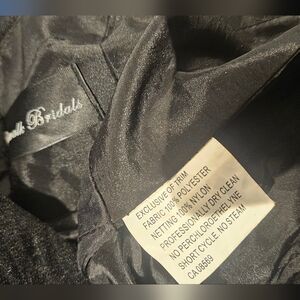 Bridals
EXCLUSIVE OF TRIM
FABRIC 100% POLYESTER
NETTING 100% NYLON
PROFESSIONALLY DRY CLEAN
NO PERCHLOROETHELYNE
SHORT CYCLE, NO STEAM
CA08669